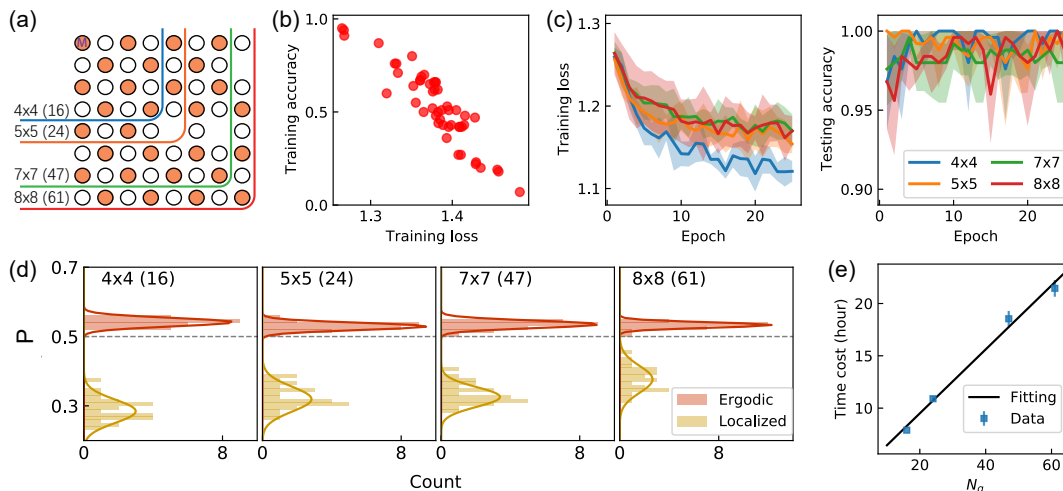 (a)
M
4x4 (16)
5x5 (24)
7x7 (47)
8x8 (61)
(b)
Training accuracy
1.0
0.5
0.0
1.3
1.4
Training loss
(c)
Training loss
1.3
1.2
1.1
0
10
20
Epoch
Testing accuracy
1.00
0.95
0.90
4x4
5x5
7x7
8x8
0
10
20
Epoch
(d)
P
0.7
0.5
0.3
4x4 (16)
5x5 (24)
7x7 (47)
8x8 (61)
Ergodic
Localized
0
8
8
8
0
8
Count
(e)
Time cost (hour)
20
10
Fitting
Data
20
40
60
N_q